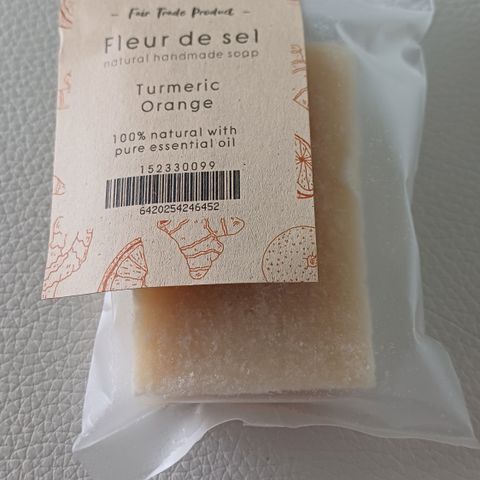 - Fair Trade Product -
Fleur de sel
natural handmade soap
Turmeric
Orange
100% natural with
pure essential oil
152330099
6420254246452